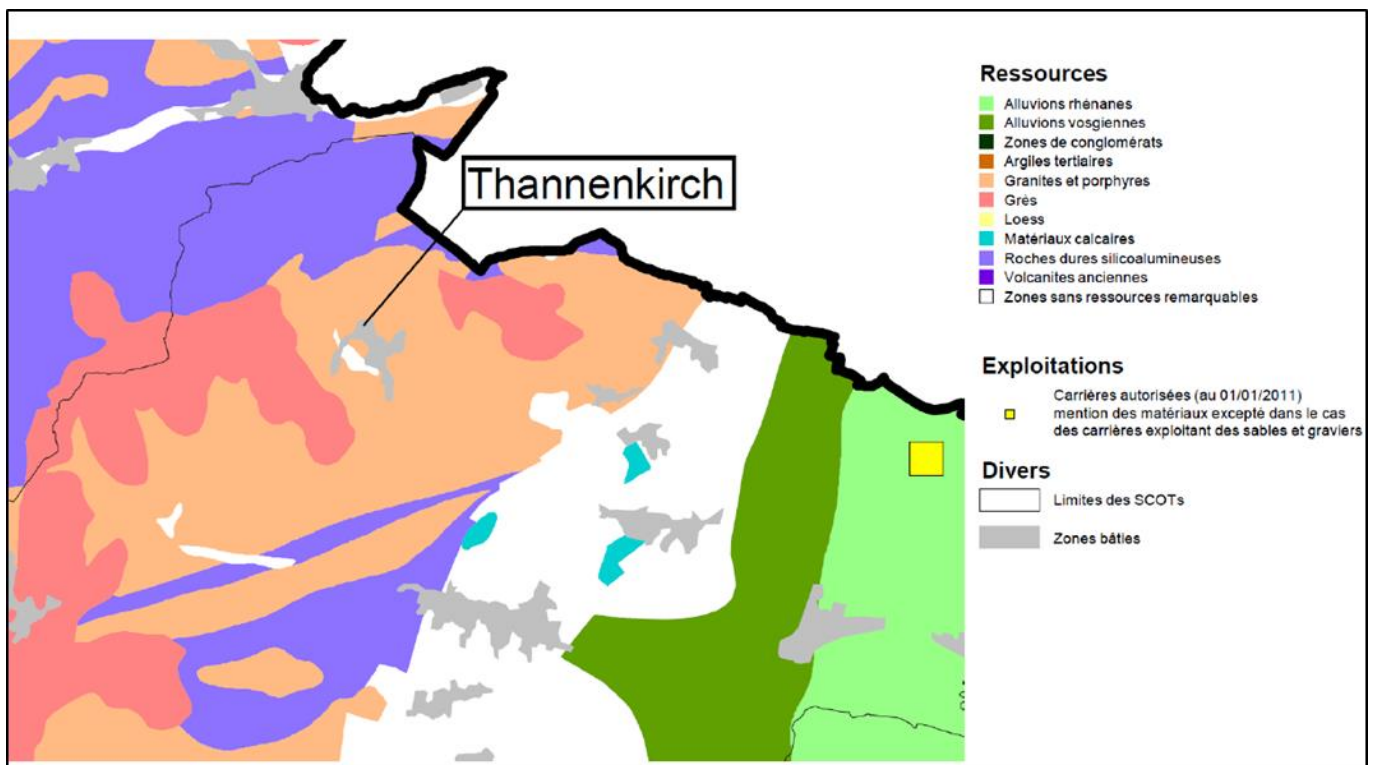 Thannenkirch
Ressources
Alluvions rhénanes
Alluvions vosgiennes
Zones de conglomérats
Argiles tertiaires
Granites et porphyres
Grès
Loess
Matériaux calcaires
Roches dures silicoalumineuses
Volcanites anciennes
Zones sans ressources remarquables
Exploitations
Carrières autorisées (au 01/01/2011)
mention des matériaux excepté dans le cas
des carrières exploitant des sables et graviers
Divers
Limites des SCOTs
Zones bâties